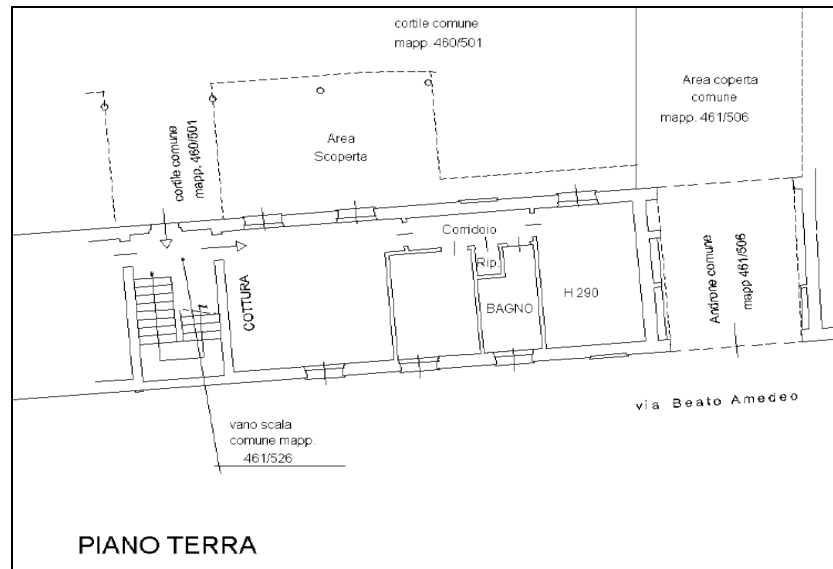 cortile comune
mapp. 460/501
Area coperta
comune
mapp. 461/506
cortile comune
mapp. 460/501
Area
Scoperta
Corridoio
Rip.
COTTURA
BAGNO
H 290
Androne comune
mapp 461/506
via Beato Amedeo
vano scala
comune mapp.
461/526
PIANO TERRA